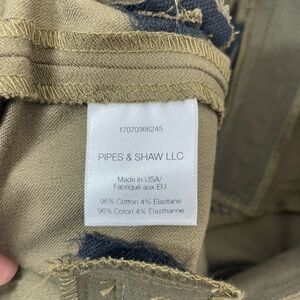 17070366245
PIPES & SHAW LLC
Made in USA/
Fabriqué aux EU
96% Cotton 4% Elastane
96% Coton 4% Elasthanne